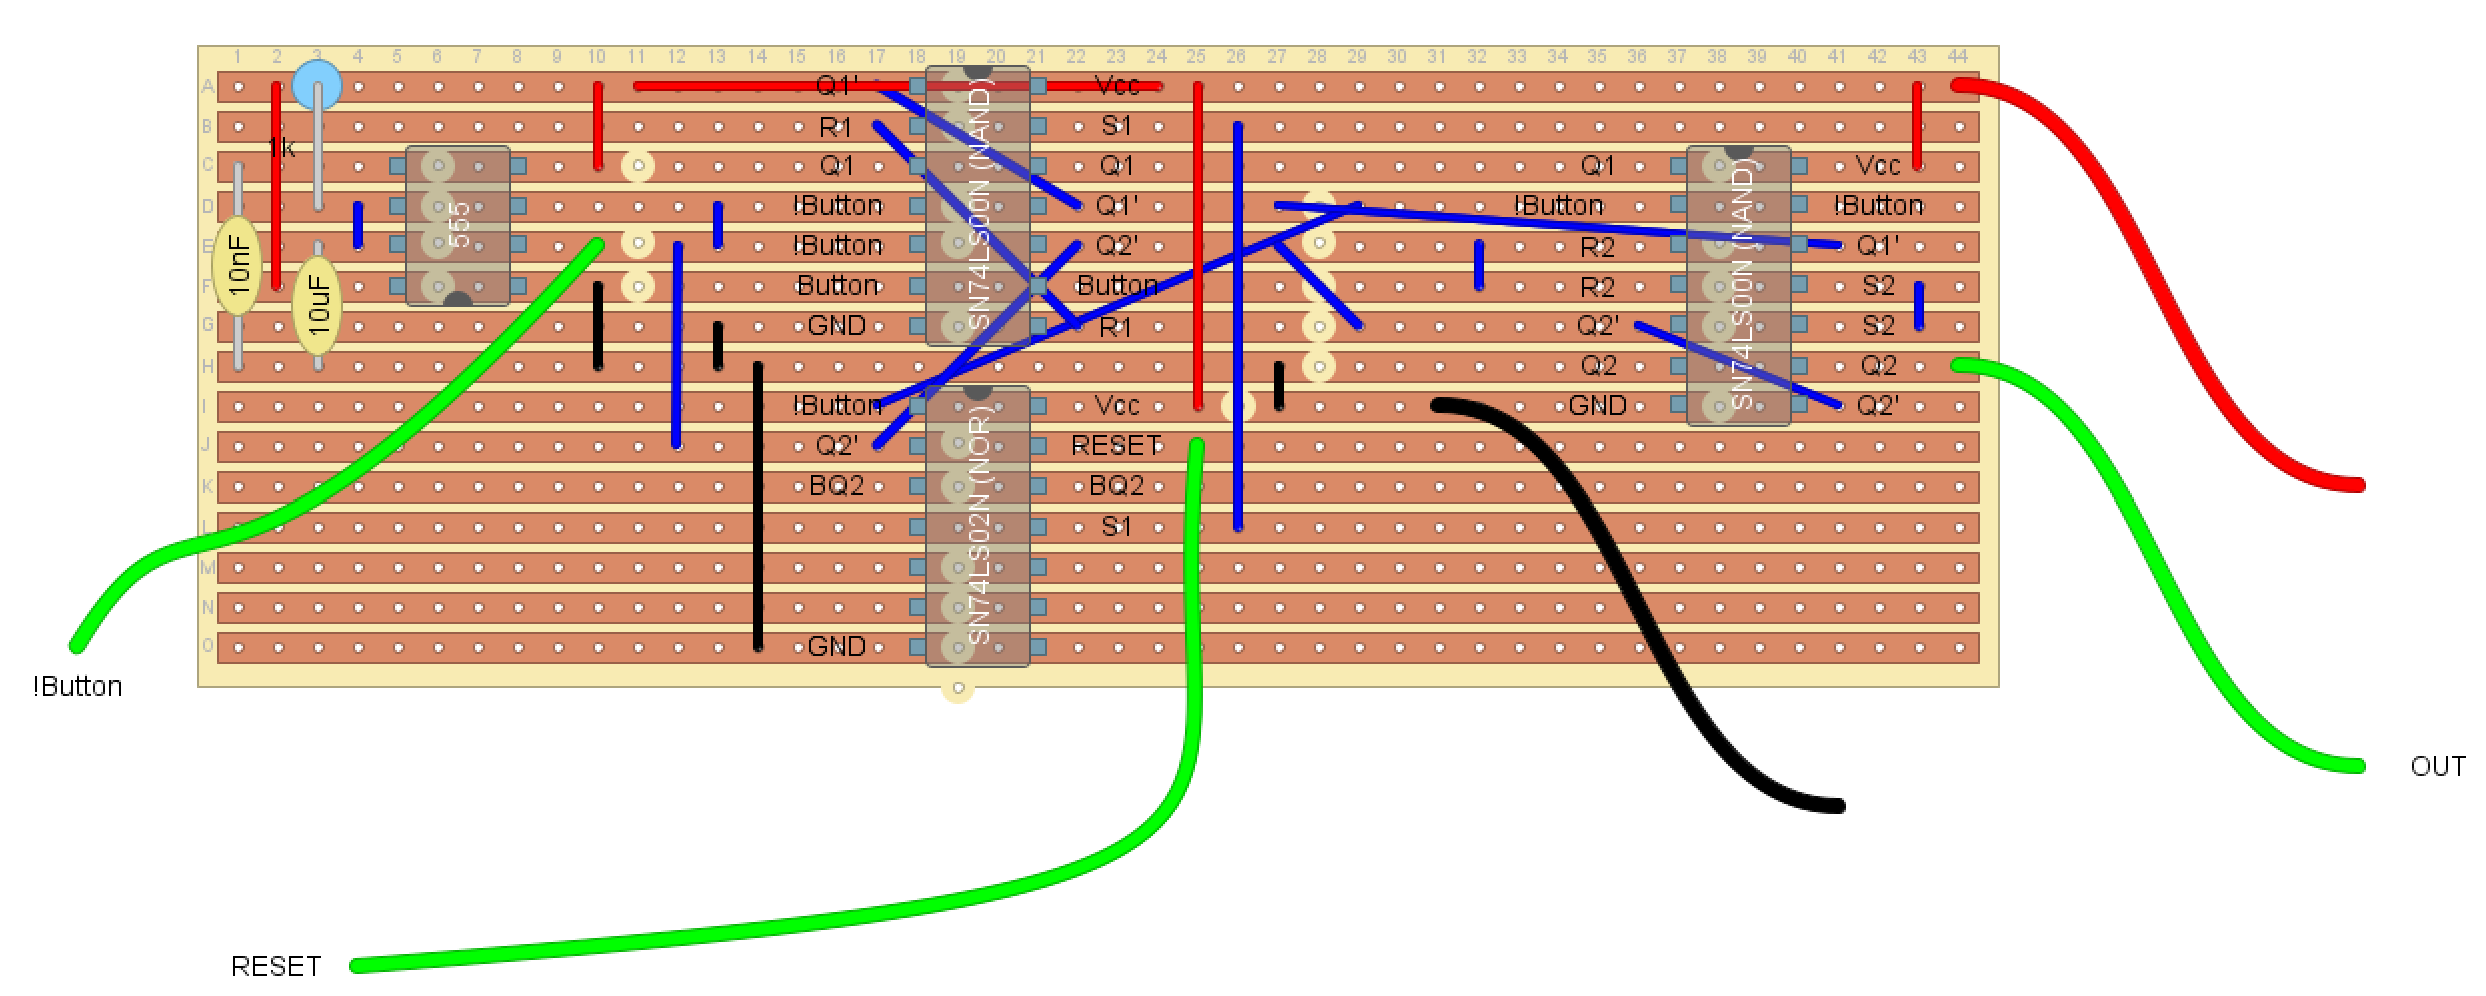 1 2 3 4 5 6 7 8 9 10 11 12 13 14 15 16 17 18 19 20 21 22 23 24 25 26 27 28 29 30 31 32 33 34 35 36 37 38 39 40 41 42 43 44
A Q1' Vcc
B R1 S1
1k
C Q1 Q1 Q1 Vcc
D !Button Q1' !Button !Button
E !Button Q2' R2 Q1'
F Button Button R2 S2
G GND R1 Q2' S2
H Q2 Q2
I !Button Vcc GND Q2'
J Q2' RESET
K BQ2 BQ2
L S1
M
N
O GND
10nF
10uF
555
SN74LS00N (NAND)
SN74LS02N (NOR)
SN74LS00N (NAND)
!Button
OUT
RESET